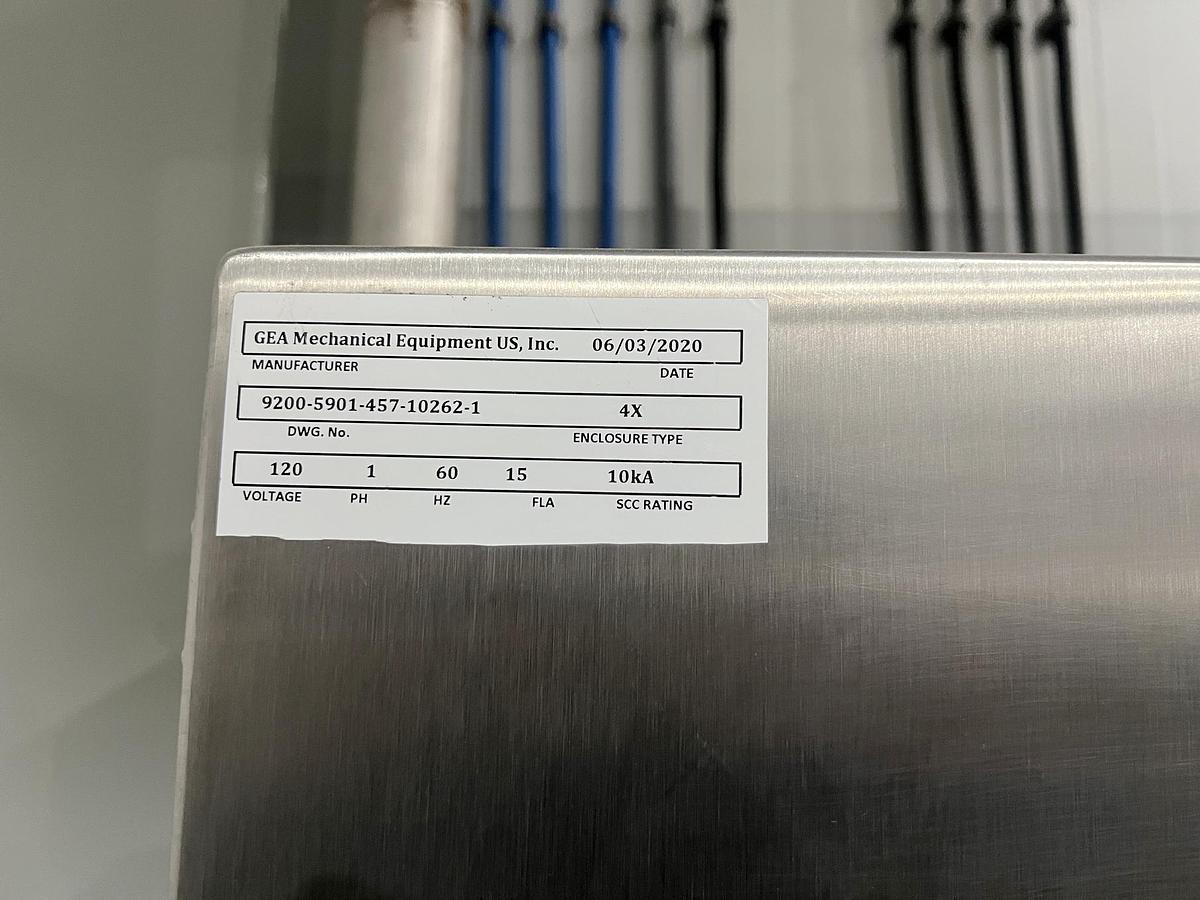 GEA Mechanical Equipment US, Inc. 06/03/2020
MANUFACTURER DATE
9200-5901-457-10262-1 4X
DWG. No. ENCLOSURE TYPE
120 1 60 15 10kA
VOLTAGE PH HZ FLA SCC RATING